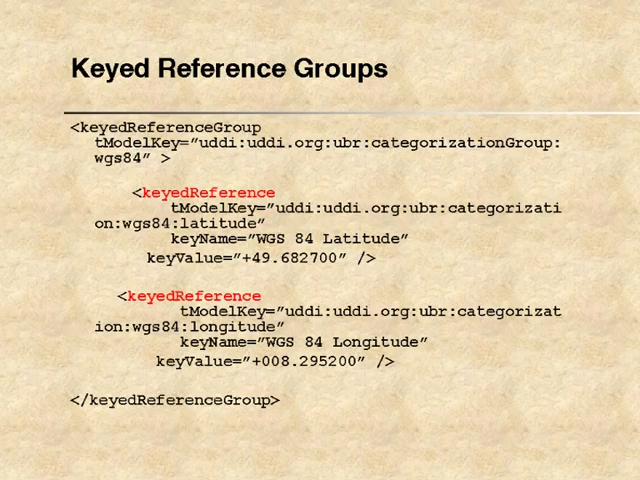 Keyed Reference Groups
<keyedReferenceGroup
tModelKey=”uddi:uddi.org:ubr:categorizationGroup:
wgs84” >
<keyedReference
tModelKey=”uddi:uddi.org:ubr:categorizati
on:wgs84:latitude”
keyName=”WGS 84 Latitude”
keyValue=”+49.682700” />
<keyedReference
tModelKey=”uddi:uddi.org:ubr:categorizat
ion:wgs84:longitude”
keyName=”WGS 84 Longitude”
keyValue=”+008.295200” />
</keyedReferenceGroup>